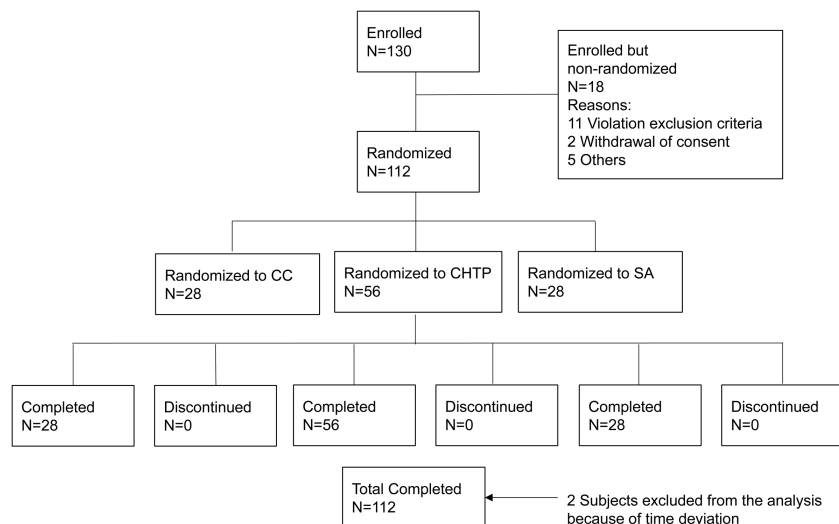 Enrolled
N=130
Enrolled but
non-randomized
N=18
Reasons:
11 Violation exclusion criteria
2 Withdrawal of consent
5 Others
Randomized
N=112
Randomized to CC
N=28
Randomized to CHTP
N=56
Randomized to SA
N=28
Completed
N=28
Discontinued
N=0
Completed
N=56
Discontinued
N=0
Completed
N=28
Discontinued
N=0
Total Completed
N=112
2 Subjects excluded from the analysis
because of time deviation